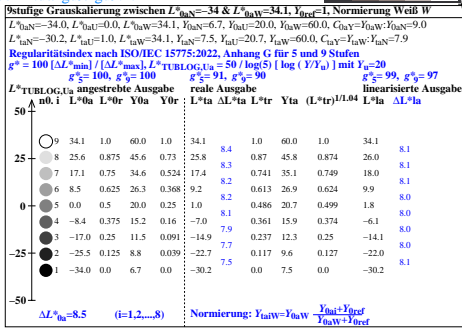 9stufige Grauskalierung zwischen L*0aN=−34.0 & L*0aW=34.1, Y0ref=1, Normierung Weiß W
L*0aN=−34.0, L*0aU=0.0, L*0aW=34.1, Y0aN=6.7, Y0aU=20.0, Y0aW=60.0, C0aY=Y0aW:Y0aN=9.0
L*taN=−30.2, L*taU=1.0, L*taW=34.1, YtaN=7.5, YtaU=20.7, YtaW=60.0, CtaY=YtaW:YtaN=7.9
Regularitätsindex nach ISO/IEC 15775:2022, Anhang G für 5 und 9 Stufen
g* = 100 [ΔL*min] / [ΔL*max], L*TUBLOG,Ua = 50 / log(5) [ log ( Y/Yu) ] mit Yu=20
g*5= 100, g*9= 100 g*5= 91, g*9= 90 g*5= 99, g*9= 97
L*TUBLOG,Ua angestrebte Ausgabe reale Ausgabe linearisierte Ausgabe
n0. i L*0a L*0r Y0a Y0r L*ta ΔL*ta L*tr Yta (L*tr)1/1.04 L*la ΔL*la
50
9 34.1 1.0 60.0 1.0 34.1 1.0 60.0 1.0 34.1
8.4 8.1
8 25.6 0.875 45.6 0.73 25.8 0.874 45.8 0.874 26.0
25
8.3 8.1
7 17.1 0.75 34.6 0.524 17.4 0.741 35.1 0.749 18.0
8.2 8.1
6 8.5 0.625 26.3 0.368 9.2 0.613 26.9 0.624 9.9
8.2 8.0
0
5 0.0 0.5 20.0 0.25 1.0 0.486 20.7 0.499 1.8
8.1 8.0
4 −8.4 0.375 15.2 0.16 −7.0 0.361 15.9 0.374 −6.1
7.9 8.0
3 −17.0 0.25 11.5 0.091 −14.9 0.237 12.3 0.25 −14.1
7.7 8.0
−25
2 −25.5 0.125 8.8 0.039 −22.7 0.117 9.6 0.127 −22.0
7.5 8.1
1 −34.0 0.0 6.7 0.0 −30.2 0.0 7.5 0.0 −30.2
−50
ΔL*0a=8.5 (i=1,2,...,8) Normierung: YtaiW=Y0aW (Y0ai+Y0ref)/(Y0aW+Y0ref)